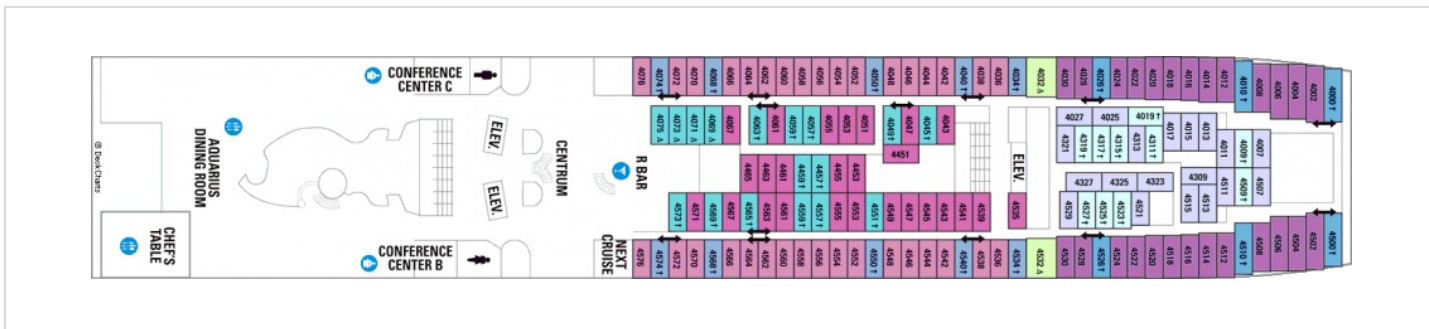 © Deck Charts
AQUARIUS
DINING ROOM
CHEF'S
TABLE
CONFERENCE
CENTER C
CONFERENCE
CENTER B
ELEV.
ELEV.
CENTRUM
R BAR
NEXT
CRUISE
ELEV.
4076 4074† 4072 4070 4068† 4066 4064 4062 4060 4058 4056 4054 4052 4050† 4048 4046 4044 4042 4040† 4038 4036 4034† 4032 Δ 4030 4028 4026† 4024 4022 4020 4018 4016 4014 4012 4010† 4008 4006 4004 4002 4000†
4075 Δ 4073 Δ 4071 Δ 4069 Δ 4067 4063† 4061 4059† 4057† 4055 4053 4051 4049† 4047 4045† 4043
4451
4027 4025 4019†
4321 4319† 4317† 4315† 4313 4311† 4017 4015 4013 4011 4009† 4007
4465 4463 4461 4459† 4457† 4455 4453
4327 4325 4323 4309
4529 4527† 4525† 4523† 4521 4515 4513 4511 4509† 4507
4573† 4571 4569† 4567 4565† 4563 4561 4559† 4557† 4555 4553 4551† 4549 4547 4545 4543 4541 4539 4535
4576 4574† 4572 4570 4568† 4566 4564 4562 4560 4558 4556 4554 4552 4550† 4548 4546 4544 4542 4540† 4538 4536 4534† 4532 Δ 4530 4528 4526† 4524 4522 4520 4518 4516 4514 4512 4510† 4508 4506 4504 4502 4500†